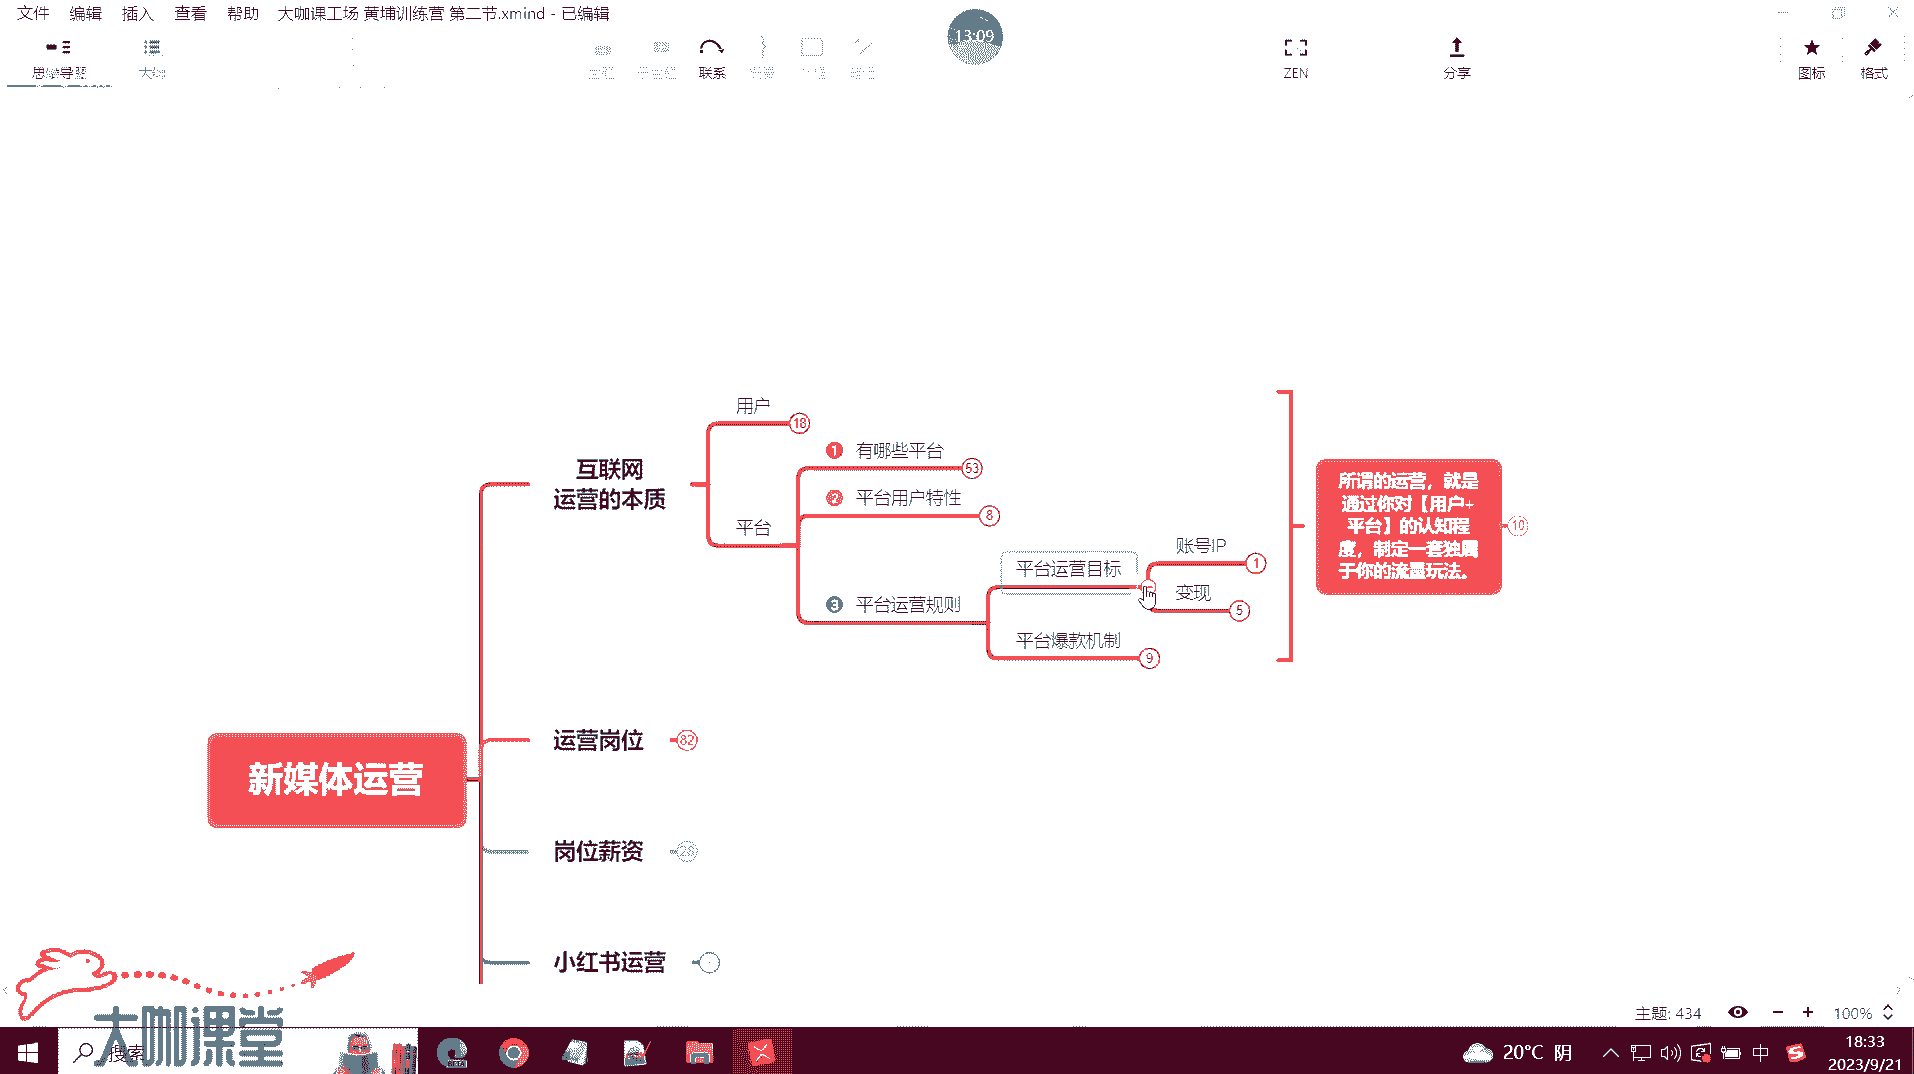 文件 编辑 插入 查看 帮助 大咖课工场 黄埔训练营 第二节.xmind - 已编辑
13:09
思维导图 大纲 联系 ZEN 分享 图标 格式
用户 18
1 有哪些平台 53
互联网
运营的本质
2 平台用户特性 8
平台
账号IP 1
平台运营目标
变现 5
3 平台运营规则
平台爆款机制 9
所谓的运营，就是
通过你对【用户+
平台】的认知程
度，制定一套独属
于你的流量玩法。
10
运营岗位 82
新媒体运营
岗位薪资 28
小红书运营
大咖课堂
主题: 434 100%
搜索
BETA
20°C 阴
中
18:33
2023/9/21